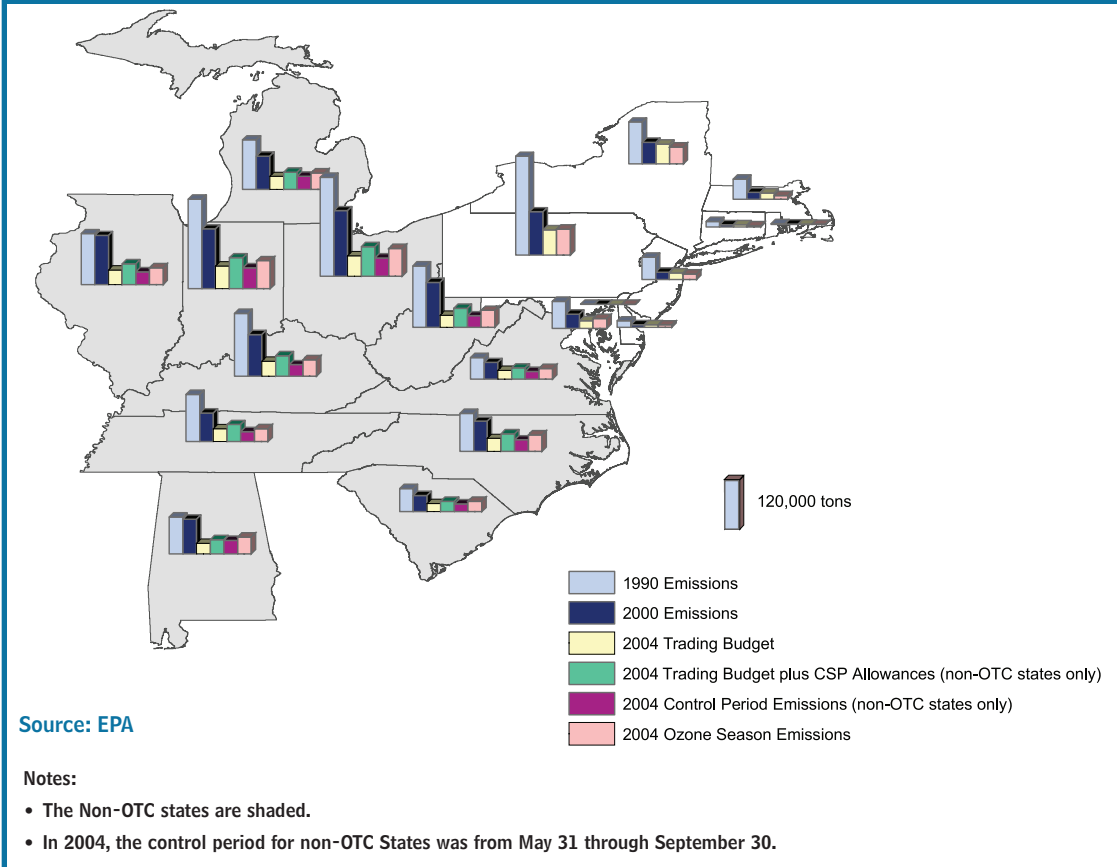 120,000 tons
1990 Emissions
2000 Emissions
2004 Trading Budget
2004 Trading Budget plus CSP Allowances (non-OTC states only)
2004 Control Period Emissions (non-OTC states only)
2004 Ozone Season Emissions
Source: EPA
Notes:
• The Non-OTC states are shaded.
• In 2004, the control period for non-OTC States was from May 31 through September 30.